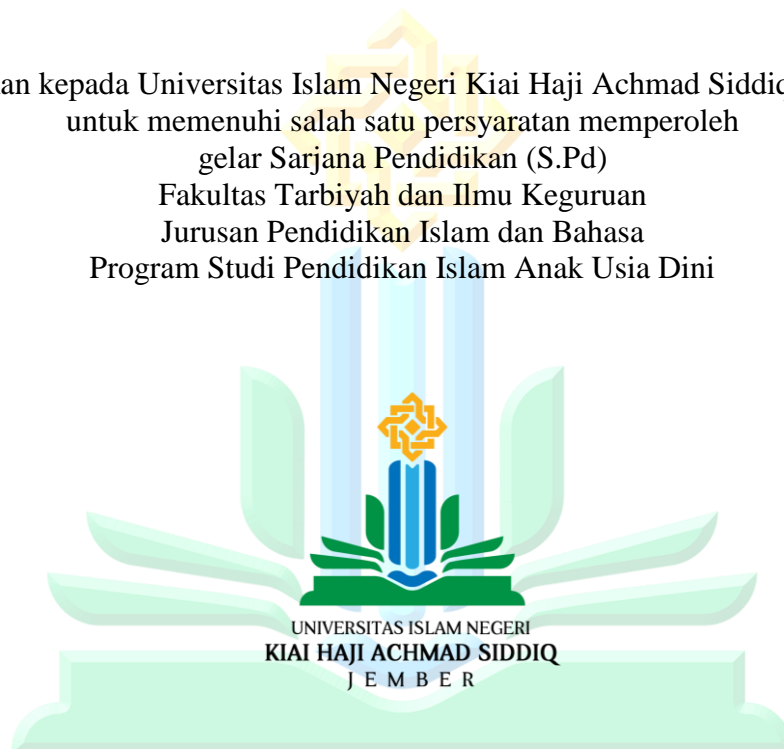 an kepada Universitas Islam Negeri Kiai Haji Achmad Siddiq
untuk memenuhi salah satu persyaratan memperoleh
gelar Sarjana Pendidikan (S.Pd)
Fakultas Tarbiyah dan Ilmu Keguruan
Jurusan Pendidikan Islam dan Bahasa
Program Studi Pendidikan Islam Anak Usia Dini
UNIVERSITAS ISLAM NEGERI
KIAI HAJI ACHMAD SIDDIQ
JEMBER